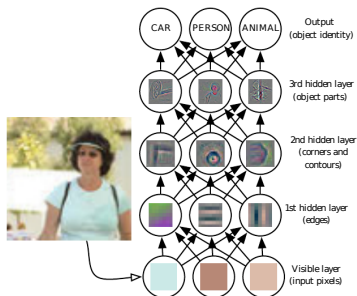 CAR
PERSON
ANIMAL
Output
(object identity)
3rd hidden layer
(object parts)
2nd hidden layer
(corners and
contours)
1st hidden layer
(edges)
Visible layer
(input pixels)